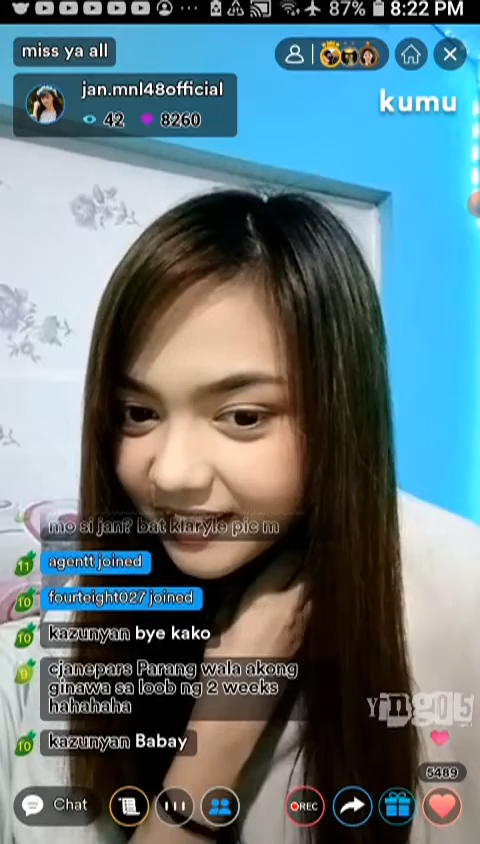 87% 8:22 PM
miss ya all
jan.mnl48official
42 8260
kumu
mo si jani? bat klaryle pic m
11 agentt joined
10 fourteight027 joined
10 kazunyan bye kako
9 cjanepars Parang wala akong
ginawa sa loob ng 2 weeks
hahahaha
10 kazunyan Babay
Yingo5
5489
Chat
REC